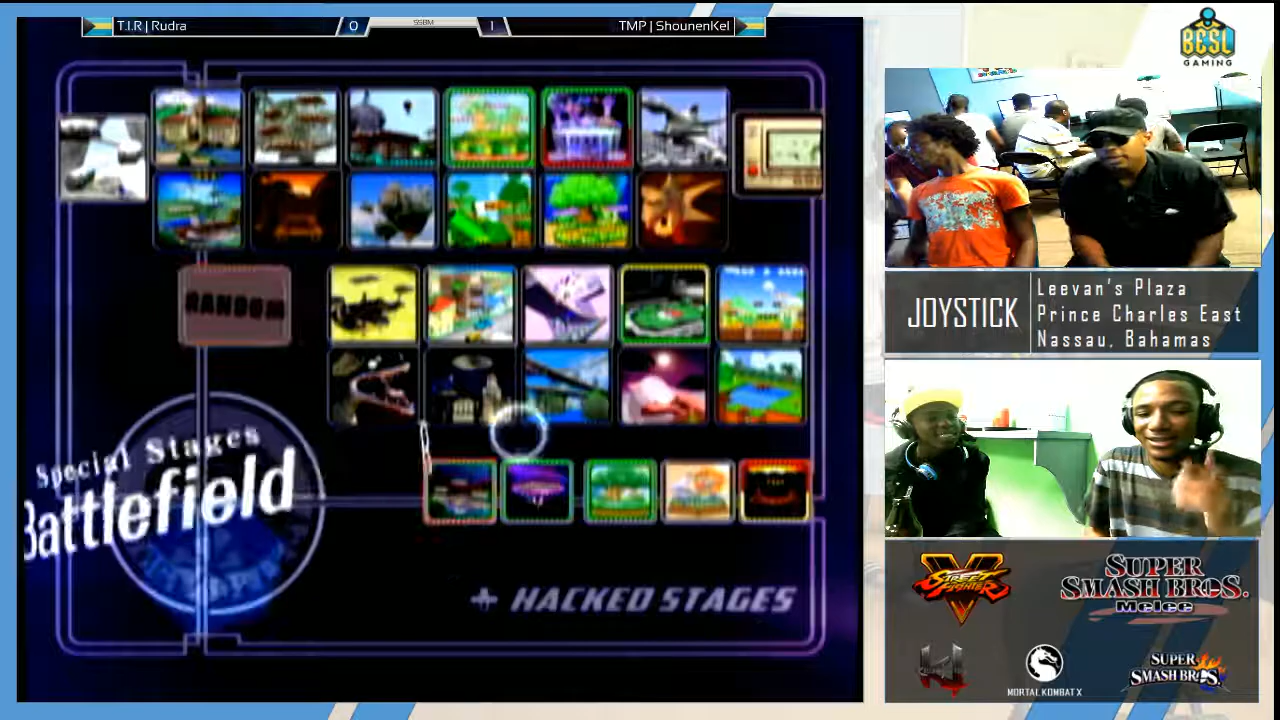 T.I.R | Rudra
0
SSBM
1
TMP | ShounenKel
BESL
GAMING
RANDOM
Special Stages
Battlefield
+ HACKED STAGES
JOYSTICK
Leevan's Plaza
Prince Charles East
Nassau, Bahamas
V
STREET
FIGHTER
SUPER
SMASH BROS.
Melee
MORTAL KOMBAT X
SUPER
SMASH BROS.